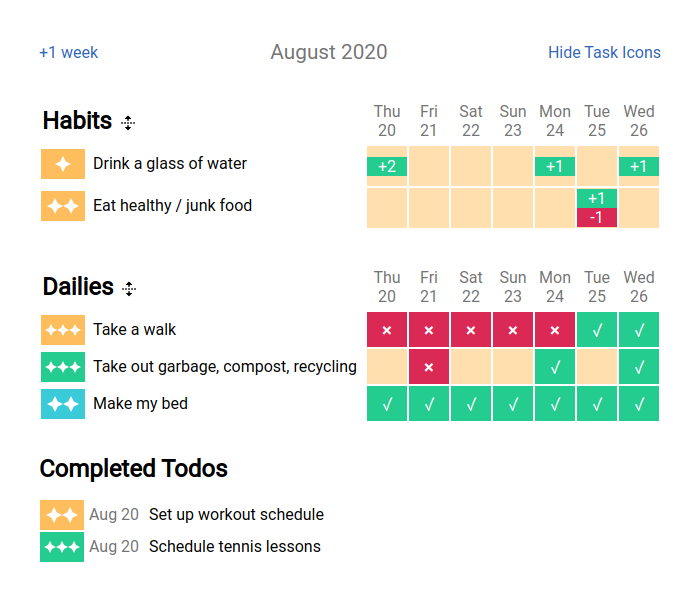 +1 week August 2020 Hide Task Icons
Habits Thu Fri Sat Sun Mon Tue Wed
20 21 22 23 24 25 26
Drink a glass of water +2 +1 +1
Eat healthy / junk food +1
-1
Dailies Thu Fri Sat Sun Mon Tue Wed
20 21 22 23 24 25 26
Take a walk × × × × × √ √
Take out garbage, compost, recycling × √ √
Make my bed √ √ √ √ √ √ √
Completed Todos
Aug 20 Set up workout schedule
Aug 20 Schedule tennis lessons